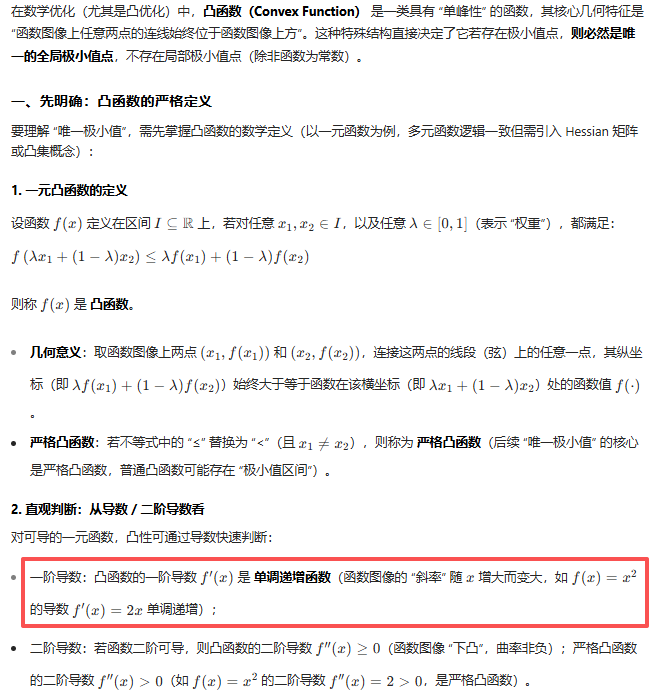 在数学优化（尤其是凸优化）中，凸函数（Convex Function） 是一类具有 “单峰性” 的函数，其核心几何特征是
“函数图像上任意两点的连线始终位于函数图像上方”。这种特殊结构直接决定了它若存在极小值点，则必然是唯
一的全局极小值点，不存在局部极小值点（除非函数为常数）。
一、先明确：凸函数的严格定义
要理解 “唯一极小值”，需先掌握凸函数的数学定义（以一元函数为例，多元函数逻辑一致但需引入 Hessian 矩阵
或凸集概念）：
1. 一元凸函数的定义
设函数 f(x) 定义在区间 I ⊆ ℝ 上，若对任意 x₁, x₂ ∈ I，以及任意 λ ∈ [0, 1]（表示 “权重”），都满足：
f (λx₁ + (1 − λ)x₂) ≤ λf(x₁) + (1 − λ)f(x₂)
则称 f(x) 是 凸函数。
• 几何意义：取函数图像上两点 (x₁, f(x₁)) 和 (x₂, f(x₂))，连接这两点的线段（弦）上的任意一点，其纵坐
标（即 λf(x₁) + (1 − λ)f(x₂)）始终大于等于函数在该横坐标（即 λx₁ + (1 − λ)x₂）处的函数值 f(·)
。
• 严格凸函数：若不等式中的 “≤” 替换为 “<”（且 x₁ ≠ x₂），则称为 严格凸函数（后续 “唯一极小值” 的核心
是严格凸函数，普通凸函数可能存在 “极小值区间”）。
2. 直观判断：从导数 / 二阶导数看
对可导的一元函数，凸性可通过导数快速判断：
• 一阶导数：凸函数的一阶导数 f′(x) 是 单调递增函数（函数图像的 “斜率” 随 x 增大而变大，如 f(x) = x²
的导数 f′(x) = 2x 单调递增）；
• 二阶导数：若函数二阶可导，则凸函数的二阶导数 f″(x) ≥ 0（函数图像 “下凸”，曲率非负）；严格凸函数
的二阶导数 f″(x) > 0（如 f(x) = x² 的二阶导数 f″(x) = 2 > 0，是严格凸函数）。